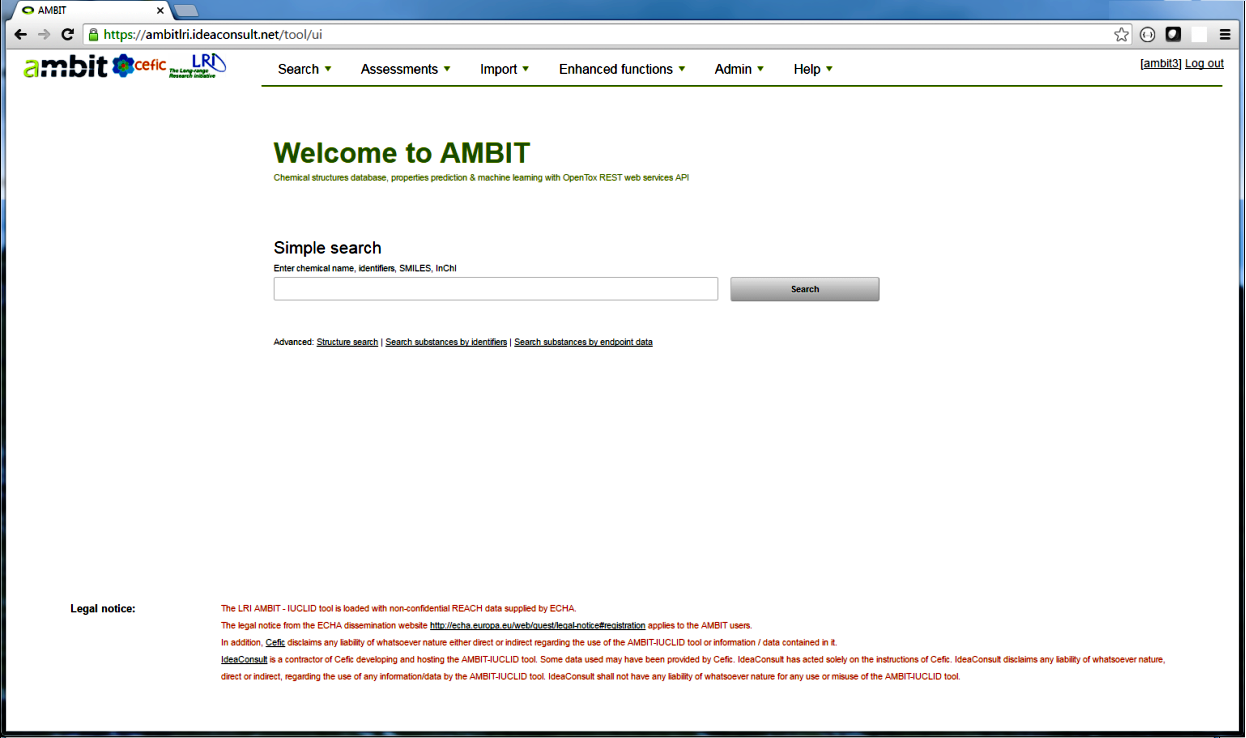 AMBIT
https://ambitlri.ideaconsult.net/tool/ui
ambit cefic LRI
The Long-range
Research Initiative
Search Assessments Import Enhanced functions Admin Help
[ambit3] Log out
Welcome to AMBIT
Chemical structures database, properties prediction & machine learning with OpenTox REST web services API
Simple search
Enter chemical name, identifiers, SMILES, InChI
Search
Advanced: Structure search | Search substances by identifiers | Search substances by endpoint data
Legal notice:
The LRI AMBIT - IUCLID tool is loaded with non-confidential REACH data supplied by ECHA.
The legal notice from the ECHA dissemination website http://echa.europa.eu/web/guest/legal-notice#registration applies to the AMBIT users.
In addition, Cefic disclaims any liability of whatsoever nature either direct or indirect regarding the use of the AMBIT-IUCLID tool or information / data contained in it.
IdeaConsult is a contractor of Cefic developing and hosting the AMBIT-IUCLID tool. Some data used may have been provided by Cefic. IdeaConsult has acted solely on the instructions of Cefic. IdeaConsult disclaims any liability of whatsoever nature,
direct or indirect, regarding the use of any information/data by the AMBIT-IUCLID tool. IdeaConsult shall not have any liability of whatsoever nature for any use or misuse of the AMBIT-IUCLID tool.